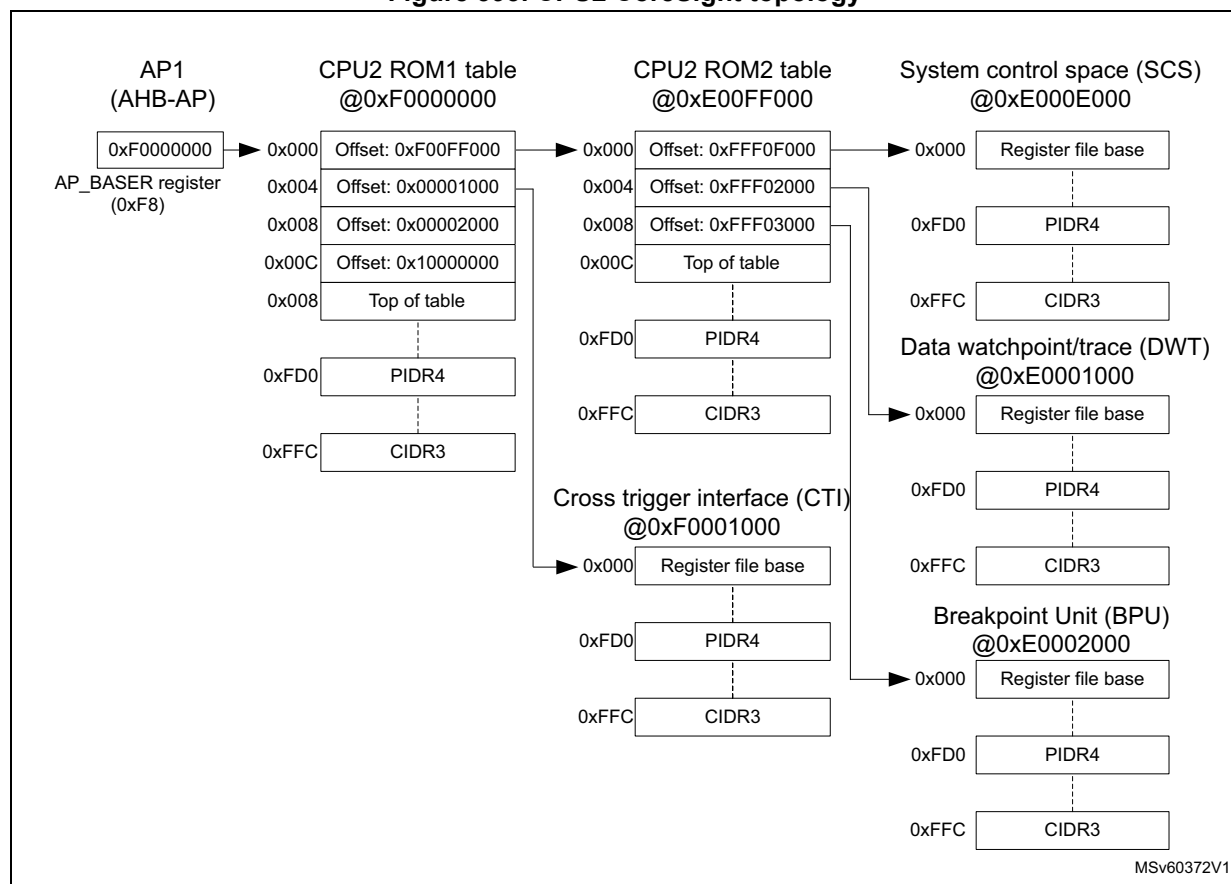 AP1
(AHB-AP)
0xF0000000
AP_BASER register
(0xF8)
CPU2 ROM1 table
@0xF0000000
0x000 Offset: 0xF00FF000
0x004 Offset: 0x00001000
0x008 Offset: 0x00002000
0x00C Offset: 0x10000000
0x008 Top of table
0xFD0 PIDR4
0xFFC CIDR3
CPU2 ROM2 table
@0xE00FF000
0x000 Offset: 0xFFF0F000
0x004 Offset: 0xFFF02000
0x008 Offset: 0xFFF03000
0x00C Top of table
0xFD0 PIDR4
0xFFC CIDR3
Cross trigger interface (CTI)
@0xF0001000
0x000 Register file base
0xFD0 PIDR4
0xFFC CIDR3
System control space (SCS)
@0xE000E000
0x000 Register file base
0xFD0 PIDR4
0xFFC CIDR3
Data watchpoint/trace (DWT)
@0xE0001000
0x000 Register file base
0xFD0 PIDR4
0xFFC CIDR3
Breakpoint Unit (BPU)
@0xE0002000
0x000 Register file base
0xFD0 PIDR4
0xFFC CIDR3
MSv60372V1